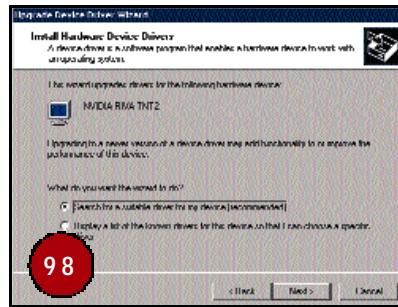 Upgrade Device Driver Wizard
Install Hardware Device Drivers
A device driver is a software program that enables a hardware device to work with
an operating system.
This wizard upgrades drivers for the following hardware device:
NVIDIA RIVA TNT2
Upgrading to a newer version of a device driver may add functionality to or improve the
performance of this device.
What do you want the wizard to do?
Search for a suitable driver for my device (recommended)
Display a list of the known drivers for this device so that I can choose a specific
driver
98
< Back
Next >
Cancel